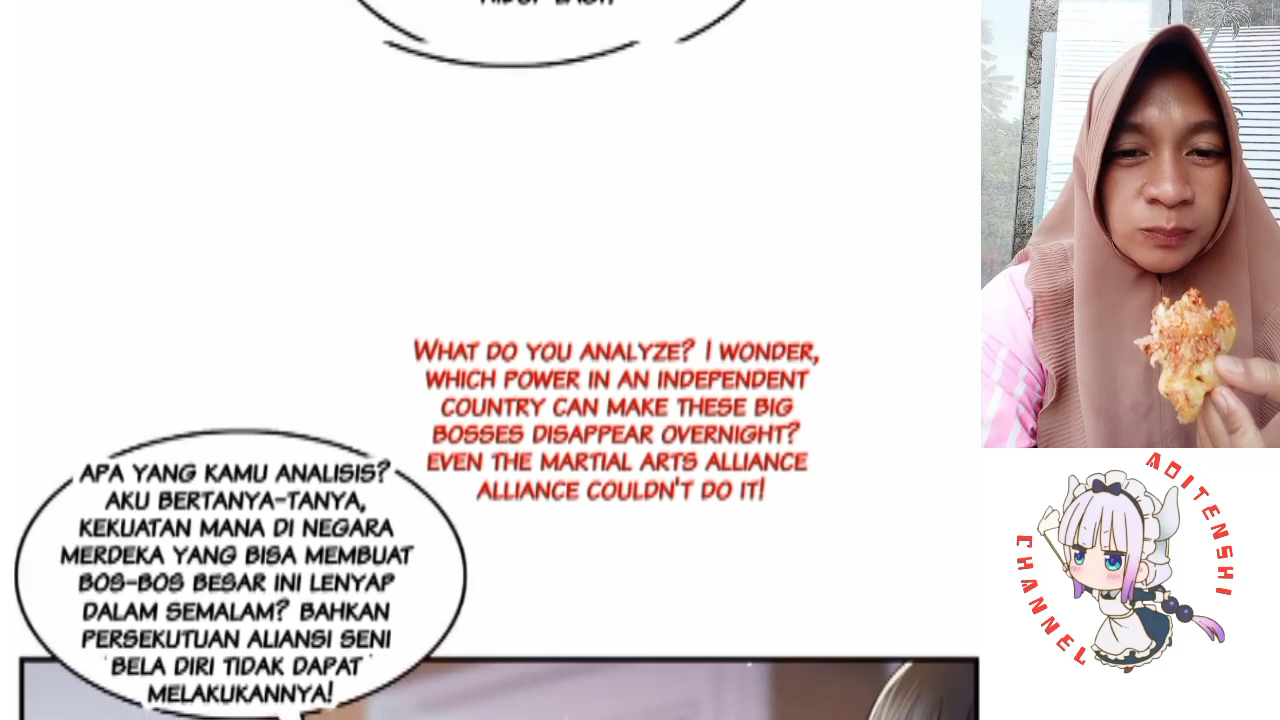 WHAT DO YOU ANALYZE? I WONDER,
WHICH POWER IN AN INDEPENDENT
COUNTRY CAN MAKE THESE BIG
BOSSES DISAPPEAR OVERNIGHT?
EVEN THE MARTIAL ARTS ALLIANCE
ALLIANCE COULDN'T DO IT!
APA YANG KAMU ANALISIS?
AKU BERTANYA-TANYA,
KEKUATAN MANA DI NEGARA
MERDEKA YANG BISA MEMBUAT
BOS-BOS BESAR INI LENYAP
DALAM SEMALAM? BAHKAN
PERSEKUTUAN ALIANSI SENI
BELA DIRI TIDAK DAPAT
MELAKUKANNYA!
ADITENSHI
CHANNEL